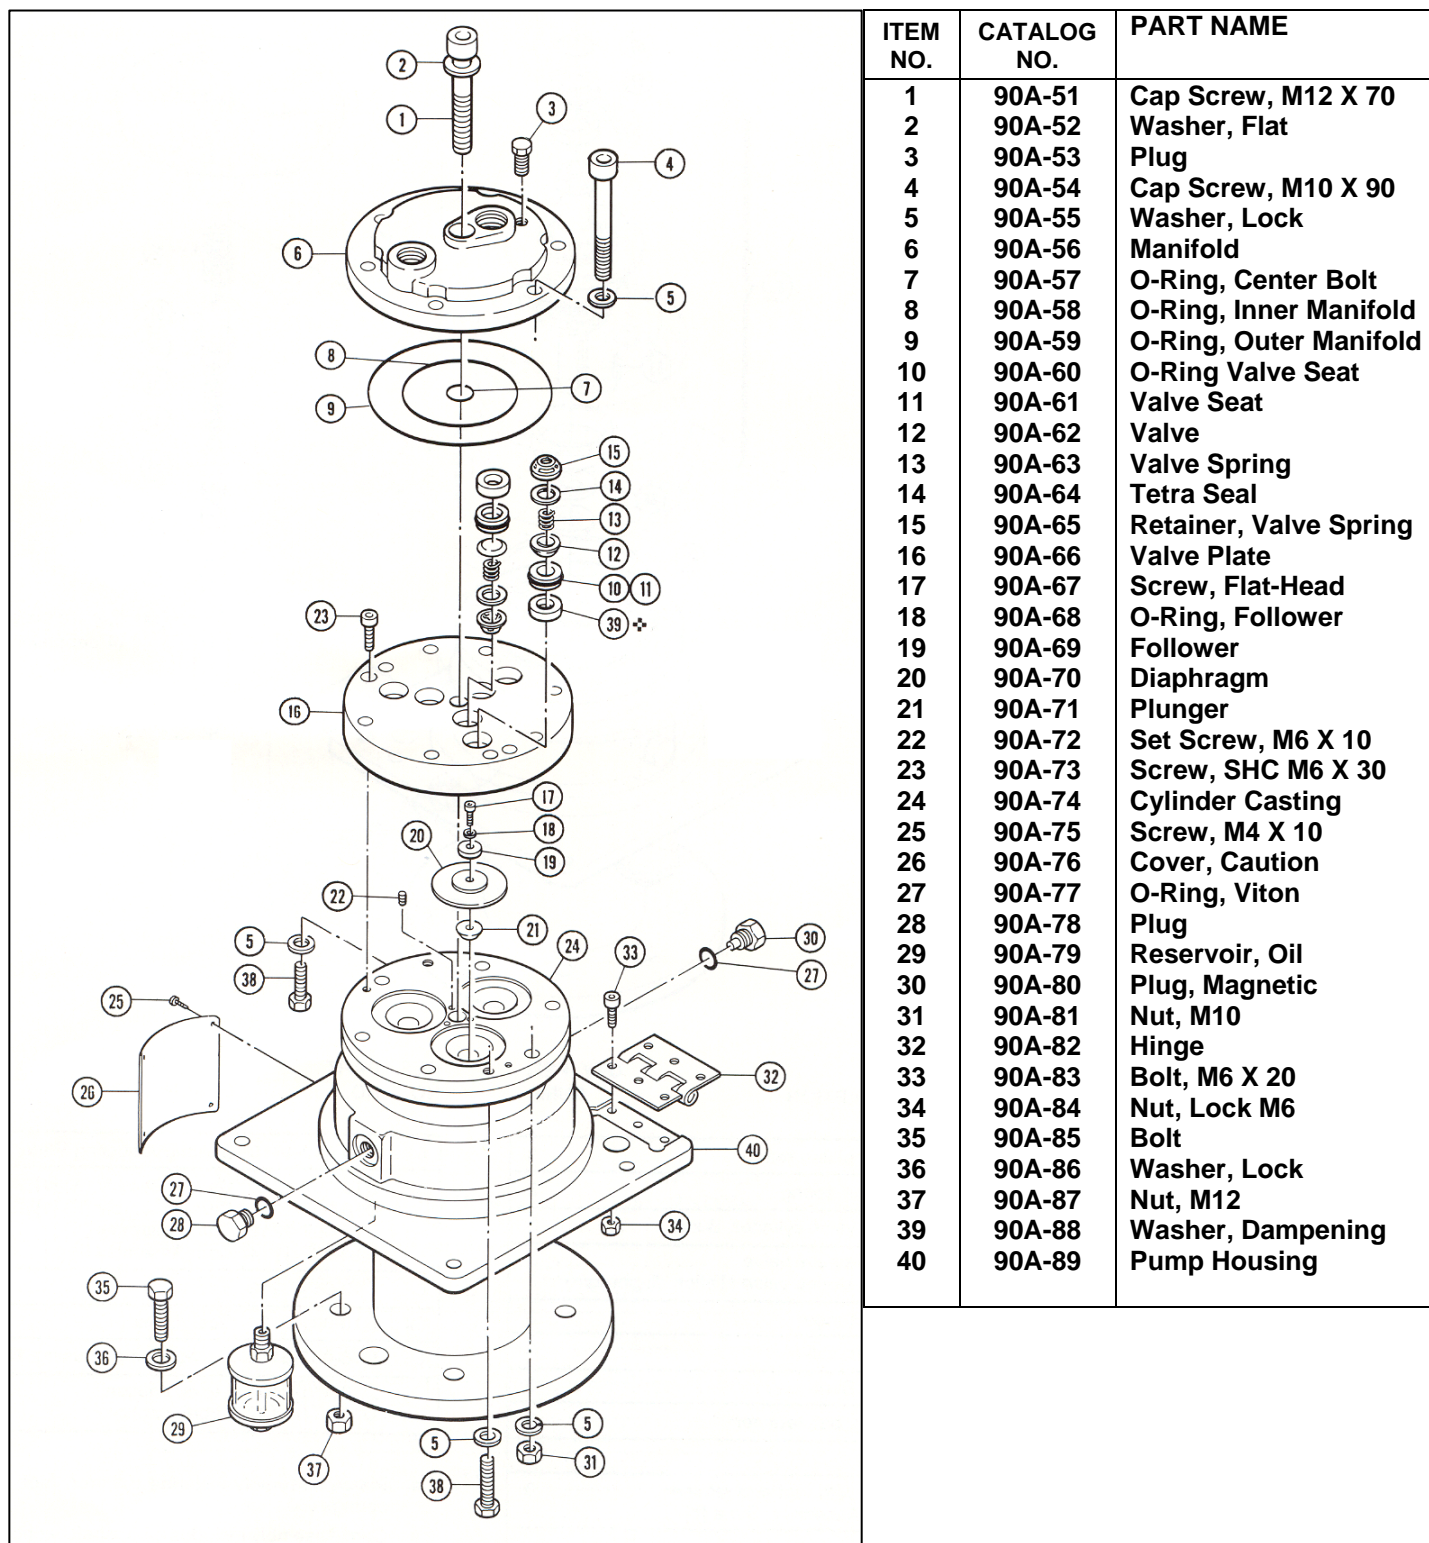 2
1
3
4
6
5
8
7
9
15
14
13
12
10 11
39
23
16
17
20 18
19
22
21
5
24
30
33
38
27
25
26
32
40
27
28
34
35
36
29
5
5
37
31
38
ITEM NO. CATALOG NO. PART NAME
1 90A-51 Cap Screw, M12 X 70
2 90A-52 Washer, Flat
3 90A-53 Plug
4 90A-54 Cap Screw, M10 X 90
5 90A-55 Washer, Lock
6 90A-56 Manifold
7 90A-57 O-Ring, Center Bolt
8 90A-58 O-Ring, Inner Manifold
9 90A-59 O-Ring, Outer Manifold
10 90A-60 O-Ring Valve Seat
11 90A-61 Valve Seat
12 90A-62 Valve
13 90A-63 Valve Spring
14 90A-64 Tetra Seal
15 90A-65 Retainer, Valve Spring
16 90A-66 Valve Plate
17 90A-67 Screw, Flat-Head
18 90A-68 O-Ring, Follower
19 90A-69 Follower
20 90A-70 Diaphragm
21 90A-71 Plunger
22 90A-72 Set Screw, M6 X 10
23 90A-73 Screw, SHC M6 X 30
24 90A-74 Cylinder Casting
25 90A-75 Screw, M4 X 10
26 90A-76 Cover, Caution
27 90A-77 O-Ring, Viton
28 90A-78 Plug
29 90A-79 Reservoir, Oil
30 90A-80 Plug, Magnetic
31 90A-81 Nut, M10
32 90A-82 Hinge
33 90A-83 Bolt, M6 X 20
34 90A-84 Nut, Lock M6
35 90A-85 Bolt
36 90A-86 Washer, Lock
37 90A-87 Nut, M12
39 90A-88 Washer, Dampening
40 90A-89 Pump Housing